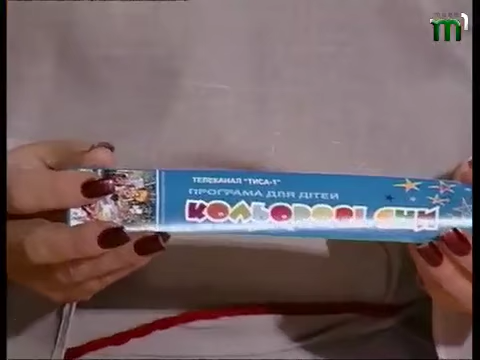 ТЕЛЕКАНАЛ "ТИСА-1"
ПРОГРАМА ДЛЯ ДІТЕЙ
КОЛЬОРОВІ СНИ